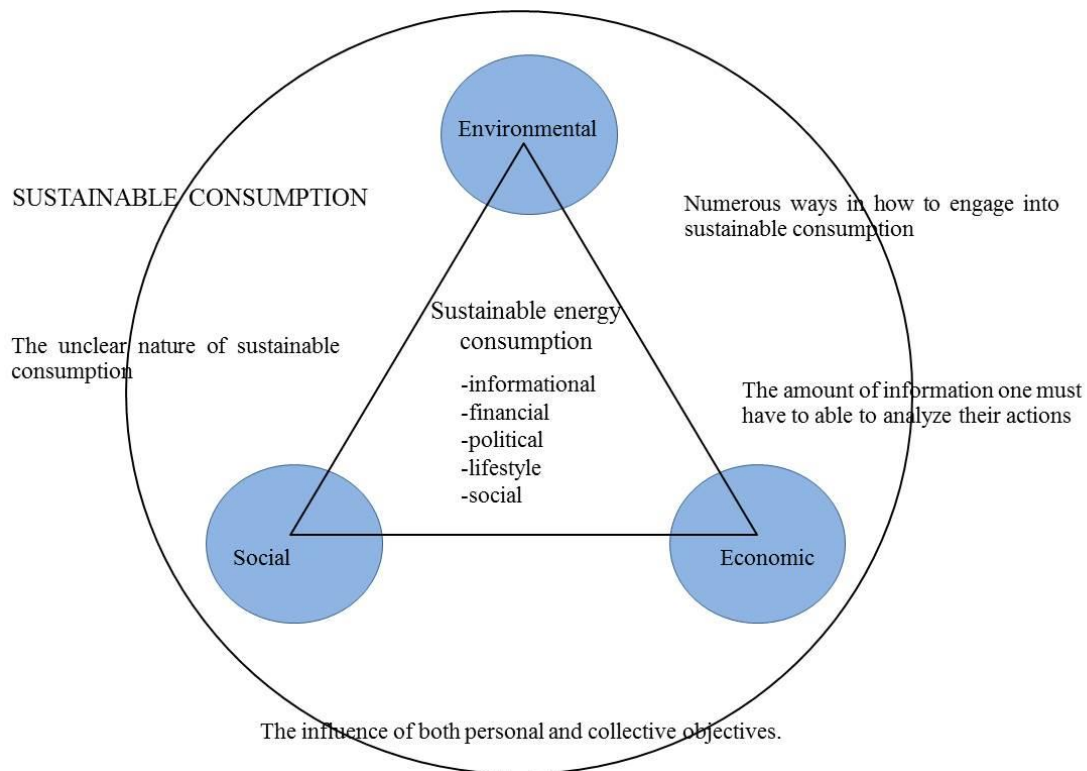 Environmental
SUSTAINABLE CONSUMPTION
Numerous ways in how to engage into
sustainable consumption
Sustainable energy
consumption
The unclear nature of sustainable
consumption
-informational
-financial
-political
-lifestyle
-social
The amount of information one must
have to able to analyze their actions
Social
Economic
The influence of both personal and collective objectives.